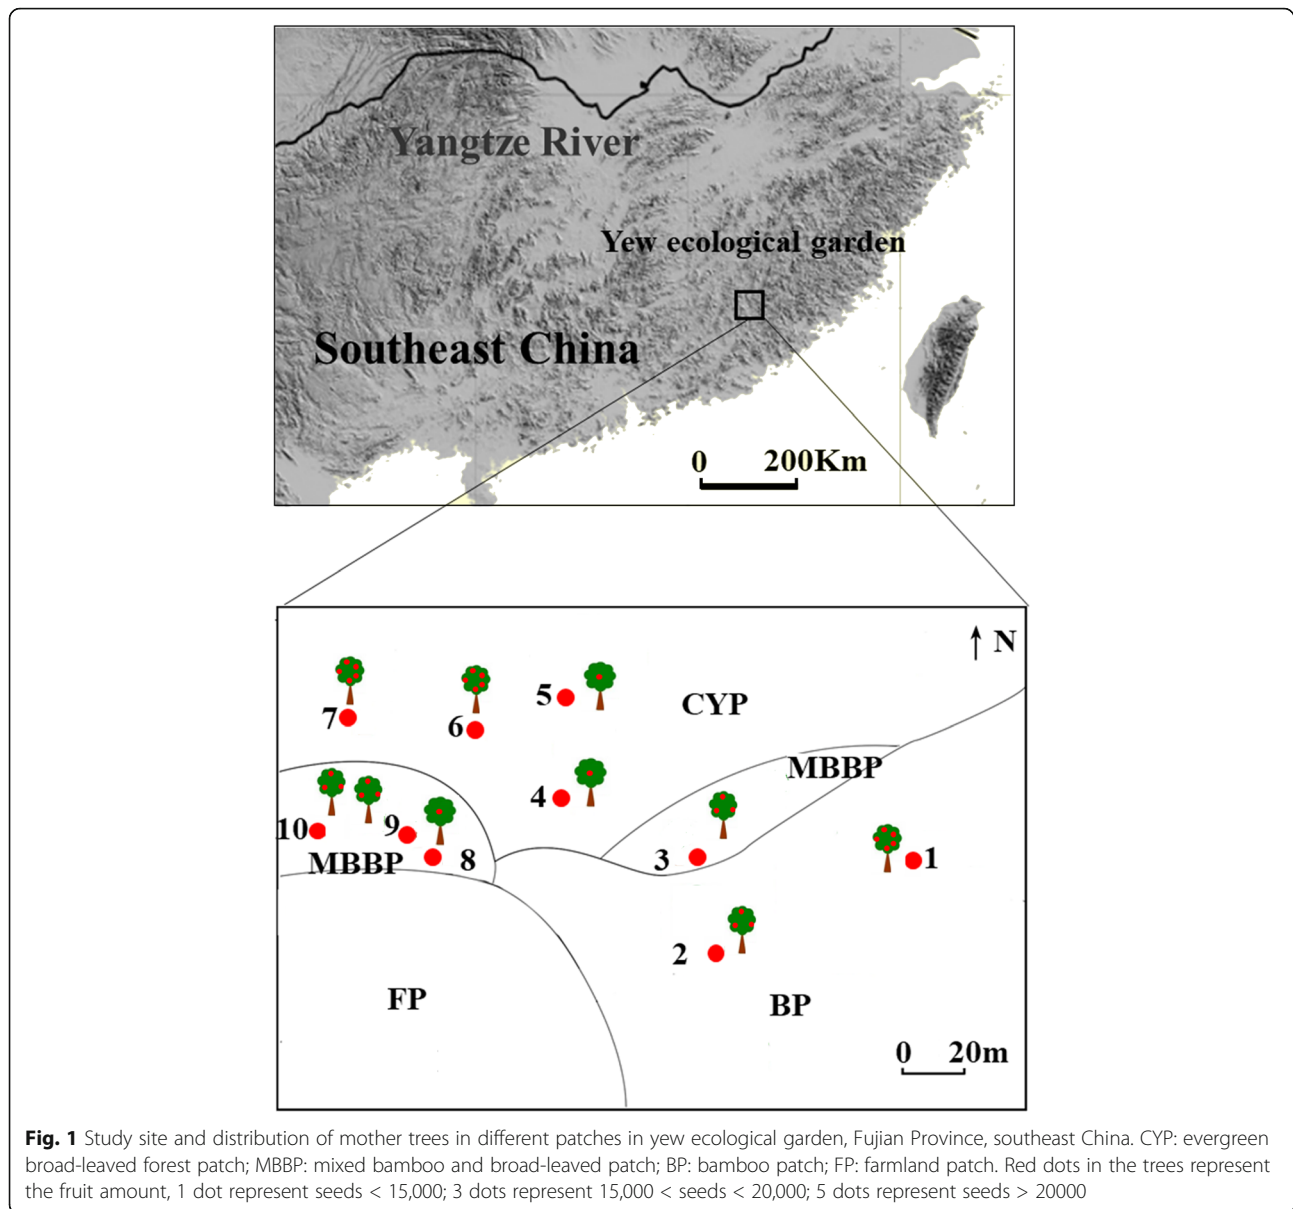 Yangtze River
Yew ecological garden
Southeast China
0 200Km
N
7
6
5
CYP
4
MBBP
10
9
8
MBBP
3
1
2
FP
BP
0 20m
Fig. 1 Study site and distribution of mother trees in different patches in yew ecological garden, Fujian Province, southeast China. CYP: evergreen
broad-leaved forest patch; MBBP: mixed bamboo and broad-leaved patch; BP: bamboo patch; FP: farmland patch. Red dots in the trees represent
the fruit amount, 1 dot represent seeds < 15,000; 3 dots represent 15,000 < seeds < 20,000; 5 dots represent seeds > 20000